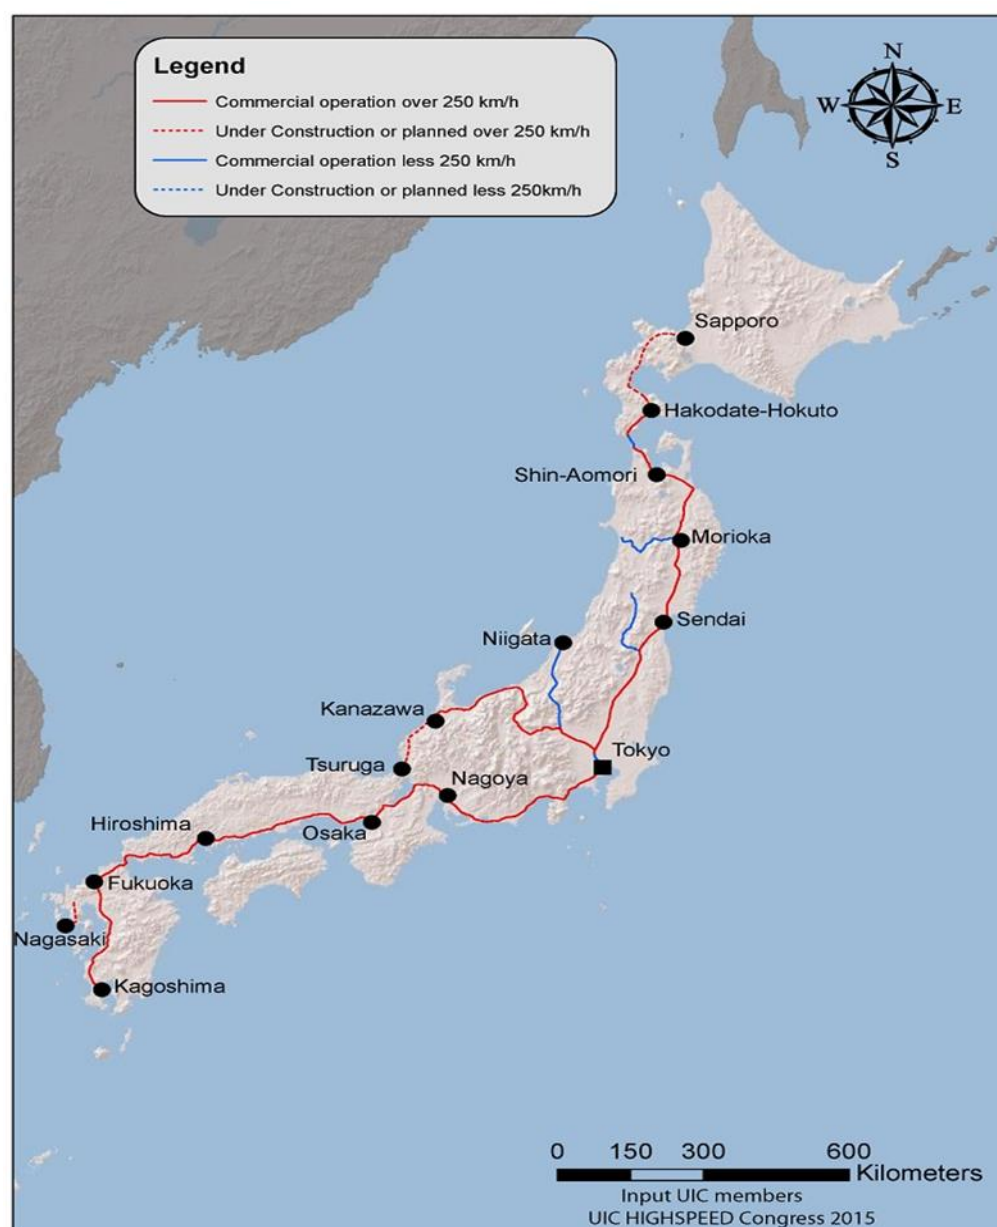 Legend
Commercial operation over 250 km/h
Under Construction or planned over 250 km/h
Commercial operation less 250 km/h
Under Construction or planned less 250km/h
N
W E
S
Sapporo
Hakodate-Hokuto
Shin-Aomori
Morioka
Sendai
Niigata
Kanazawa
Tokyo
Tsuruga
Nagoya
Hiroshima
Osaka
Fukuoka
Nagasaki
Kagoshima
0 150 300 600
Kilometers
Input UIC members
UIC HIGHSPEED Congress 2015